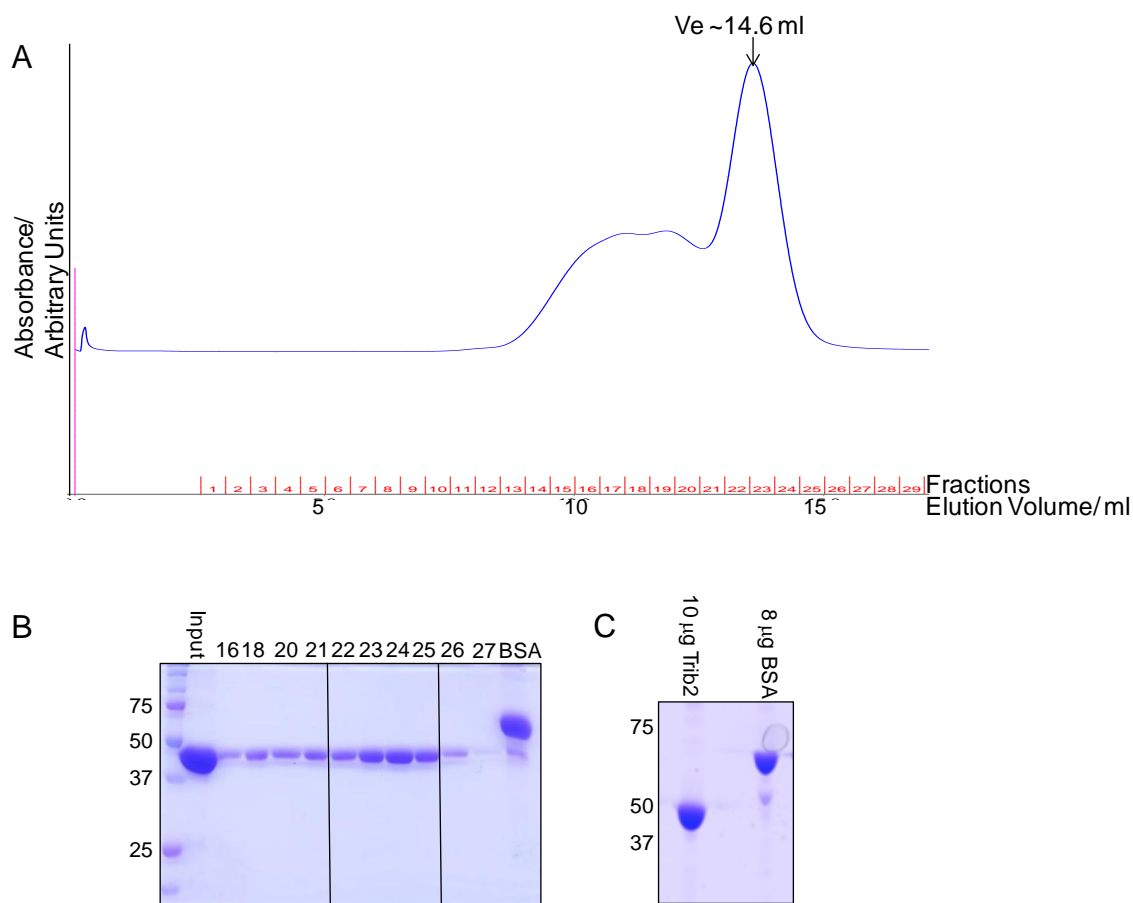 Ve ~14.6 ml
A
Absorbance/
Arbitrary Units
1 2 3 4 5 6 7 8 9 10 11 12 13 14 15 16 17 18 19 20 21 22 23 24 25 26 27 28 29 Fractions
5 10 15 Elution Volume/ ml
B
Input 16 18 20 21 22 23 24 25 26 27 BSA
75
50
37
25
C
10 µg Trib2
8 µg BSA
75
50
37